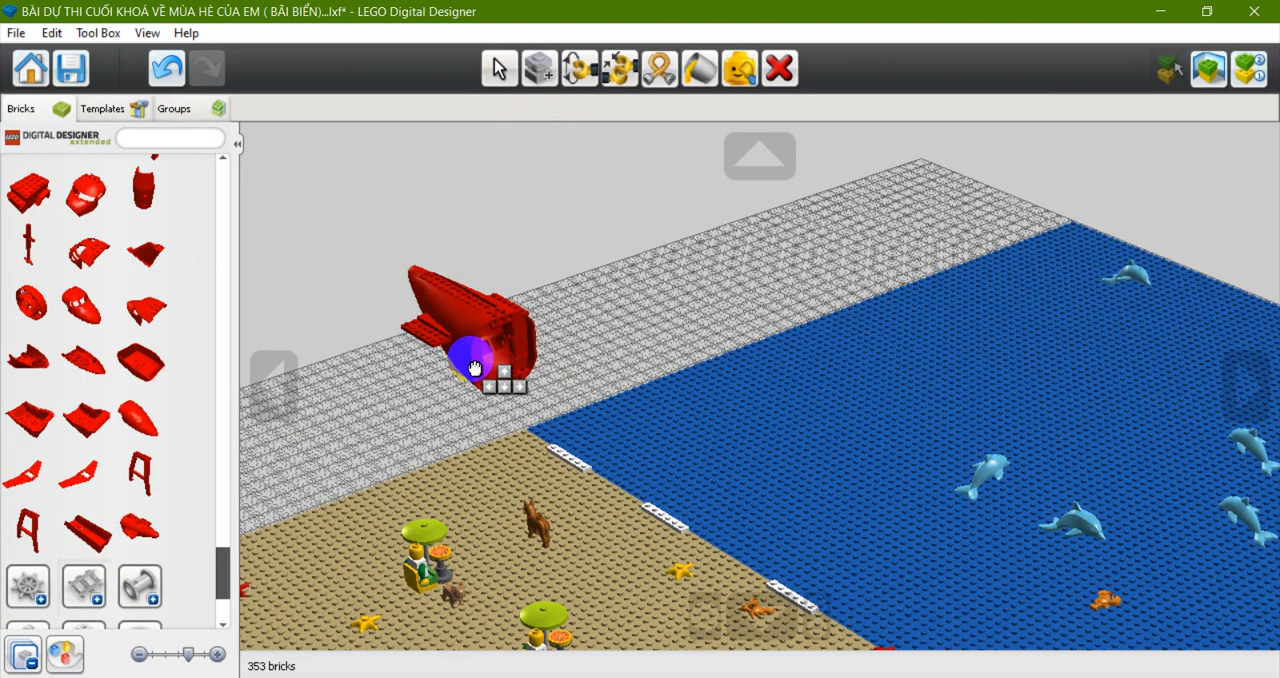 BÀI DỰ THI CUỐI KHOÁ VỀ MÙA HÈ CỦA EM ( BÃI BIỂN)...lxf* - LEGO Digital Designer
File Edit Tool Box View Help
Bricks Templates Groups
LEGO DIGITAL DESIGNER
extended
353 bricks